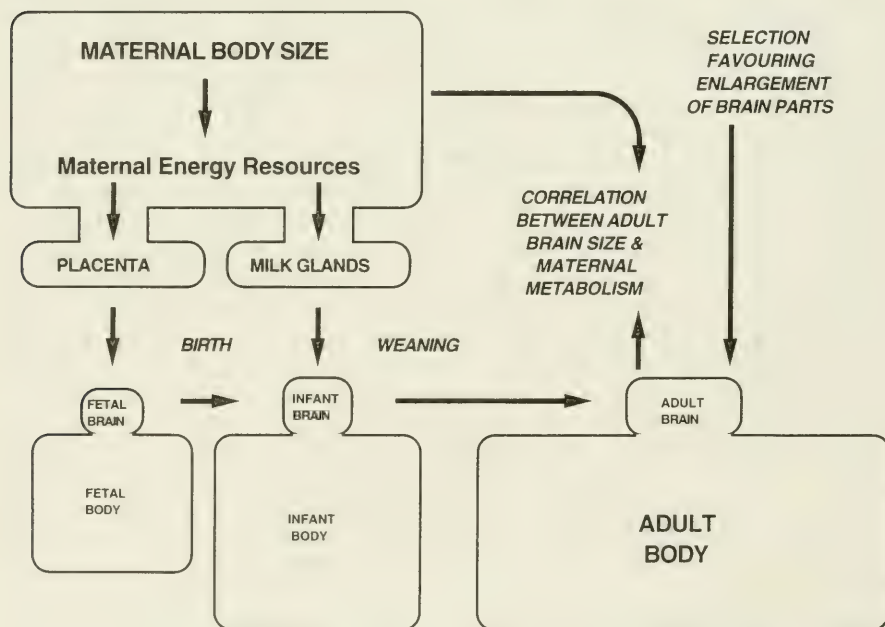 MATERNAL BODY SIZE
Maternal Energy Resources
PLACENTA
MILK GLANDS
SELECTION
FAVOURING
ENLARGEMENT
OF BRAIN PARTS
CORRELATION
BETWEEN ADULT
BRAIN SIZE &
MATERNAL
METABOLISM
BIRTH
WEANING
FETAL
BRAIN
INFANT
BRAIN
ADULT
BRAIN
FETAL
BODY
INFANT
BODY
ADULT
BODY